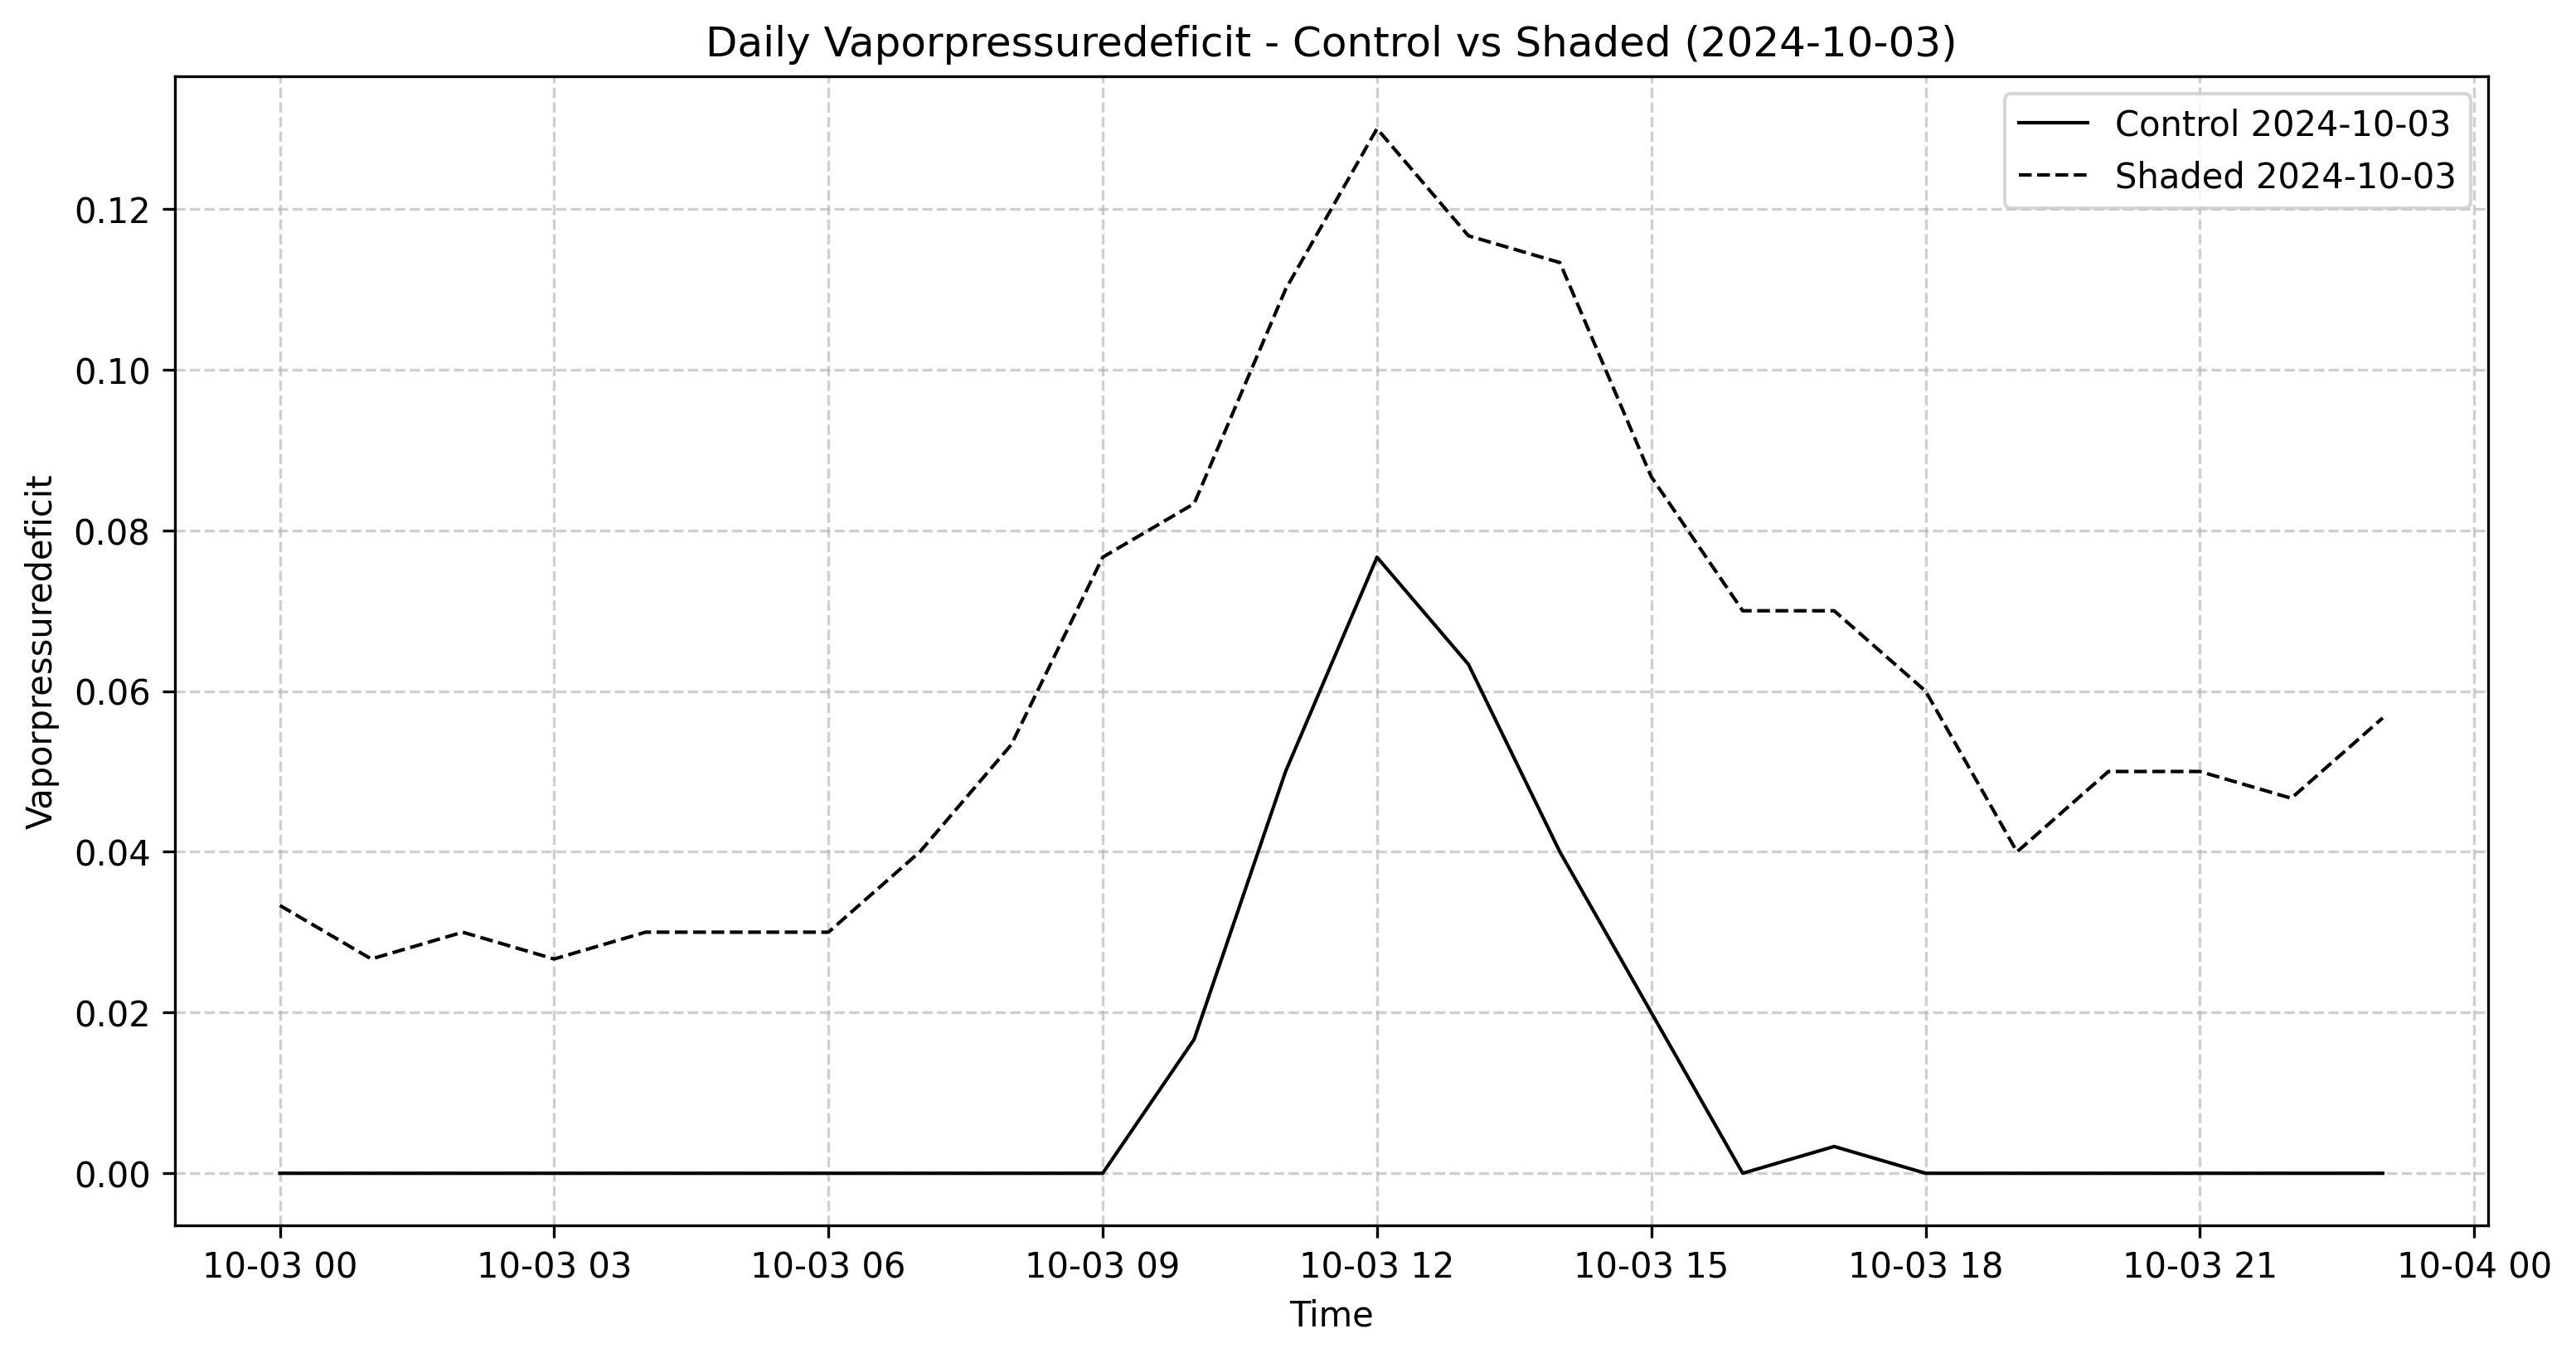 Daily Vaporpressuredeficit - Control vs Shaded (2024-10-03)
Control 2024-10-03
Shaded 2024-10-03
Vaporpressuredeficit
0.12
0.10
0.08
0.06
0.04
0.02
0.00
10-03 00 10-03 03 10-03 06 10-03 09 10-03 12 10-03 15 10-03 18 10-03 21 10-04 00
Time